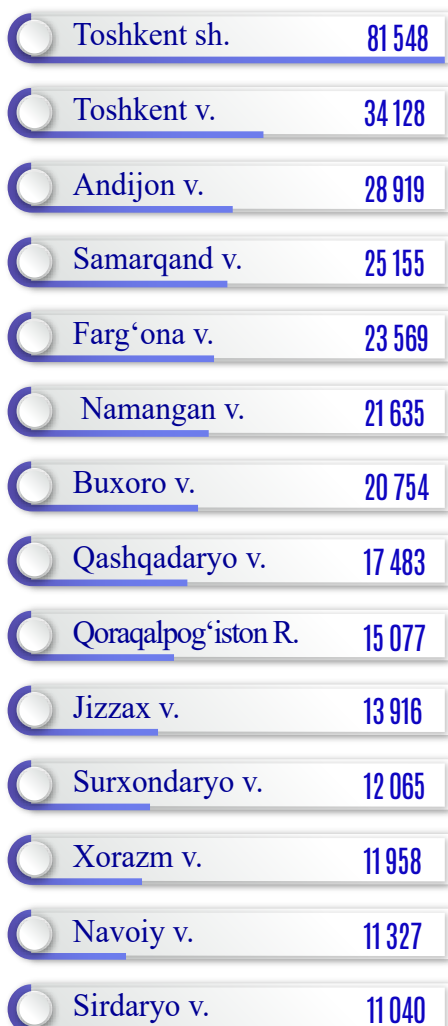 Toshkent sh. 81 548
Toshkent v. 34 128
Andijon v. 28 919
Samarqand v. 25 155
Farg‘ona v. 23 569
Namangan v. 21 635
Buxoro v. 20 754
Qashqadaryo v. 17 483
Qoraqalpog‘iston R. 15 077
Jizzax v. 13 916
Surxondaryo v. 12 065
Xorazm v. 11 958
Navoiy v. 11 327
Sirdaryo v. 11 040